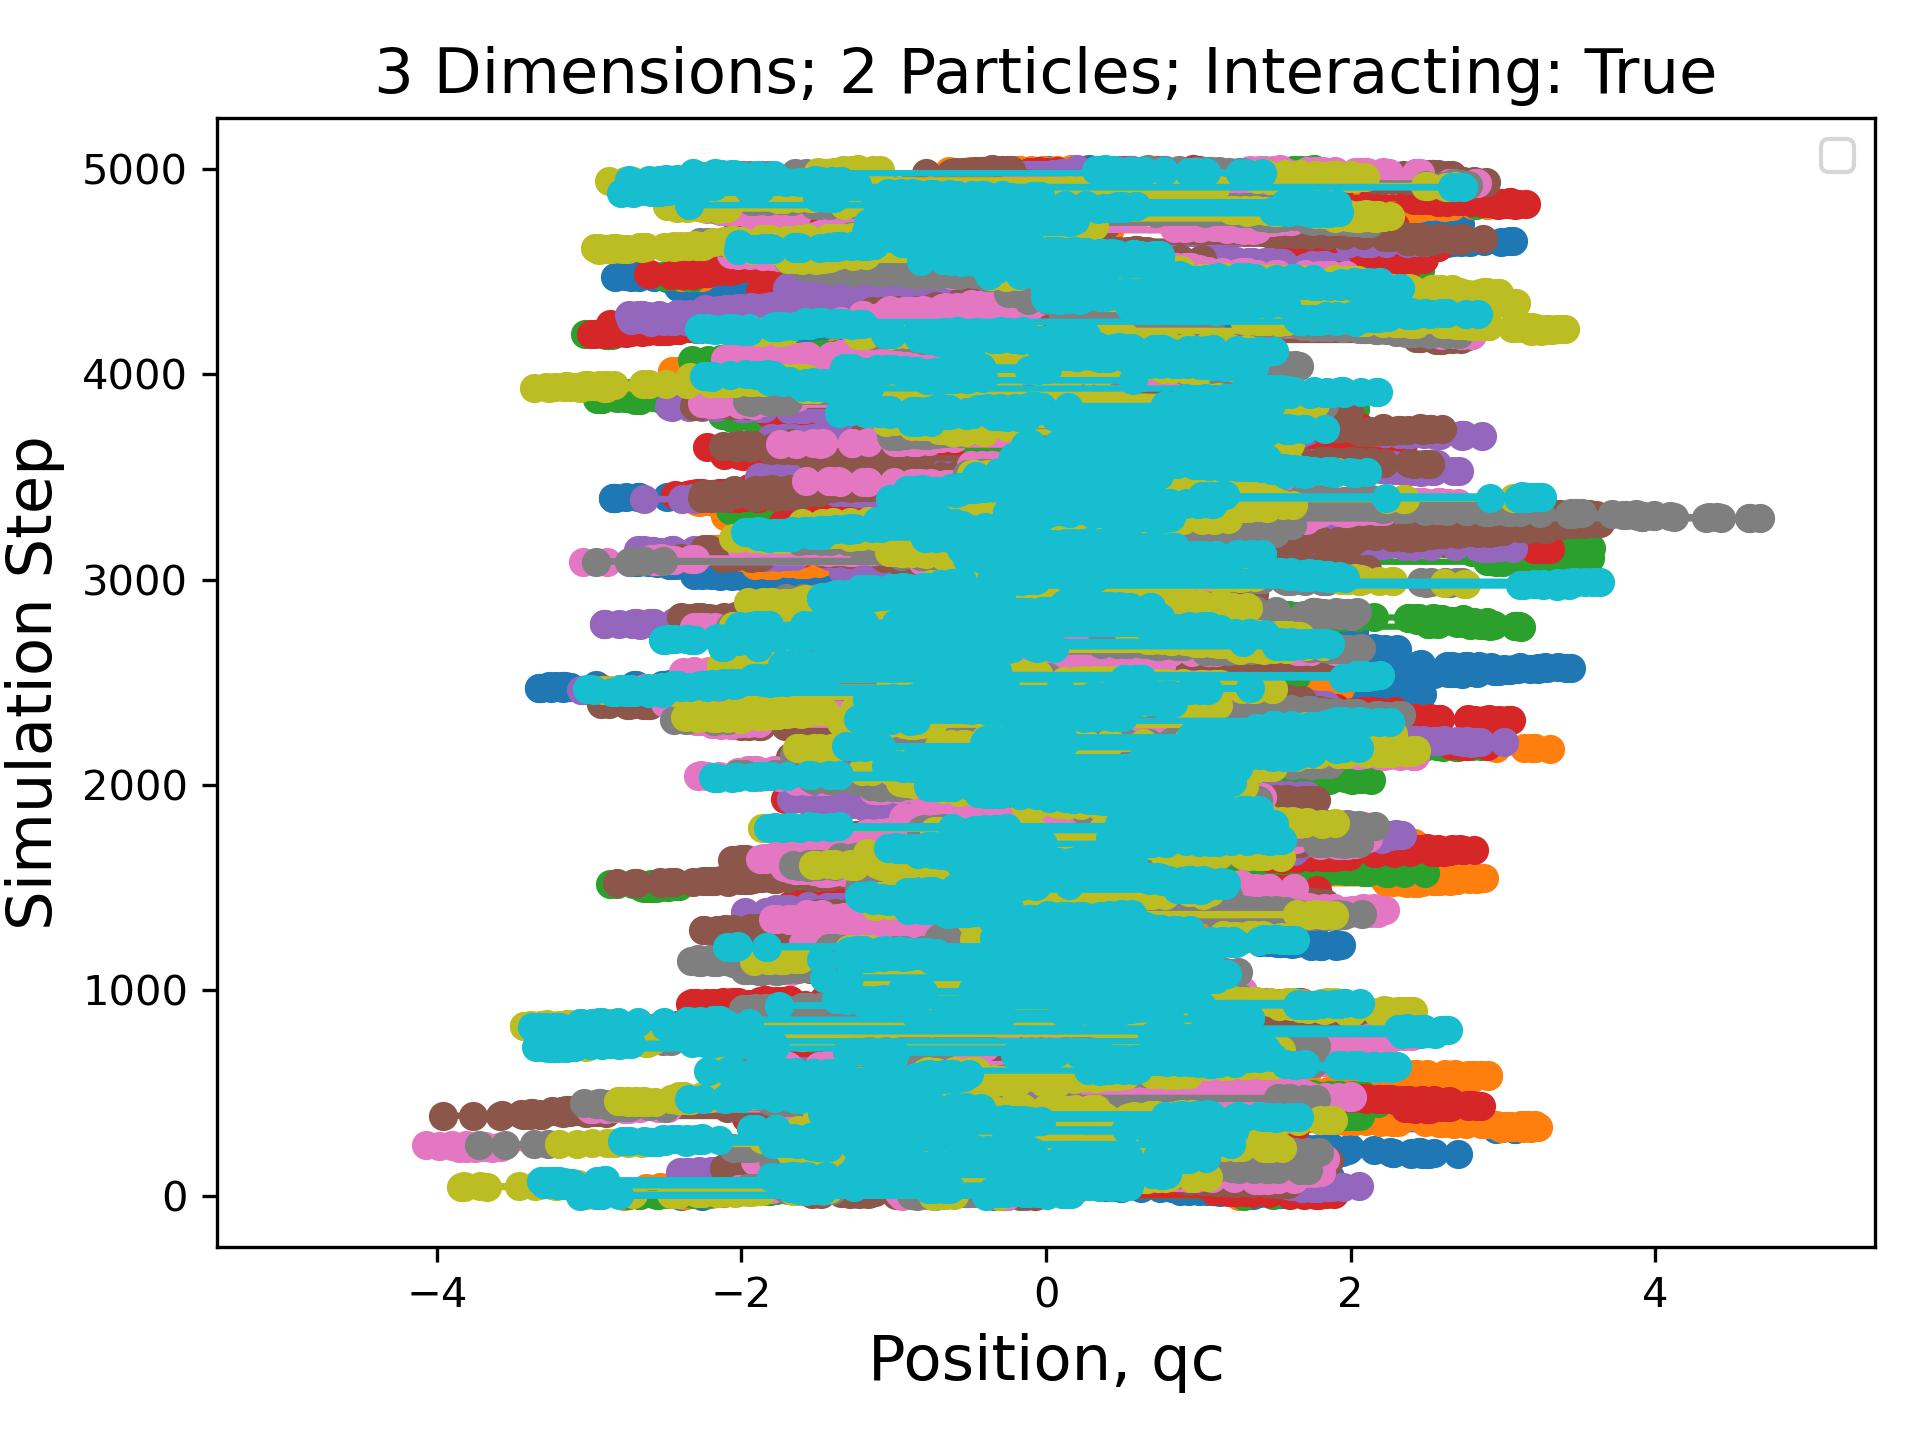 3 Dimensions; 2 Particles; Interacting: True
Simulation Step
5000
4000
3000
2000
1000
0
−4 −2 0 2 4
Position, qc